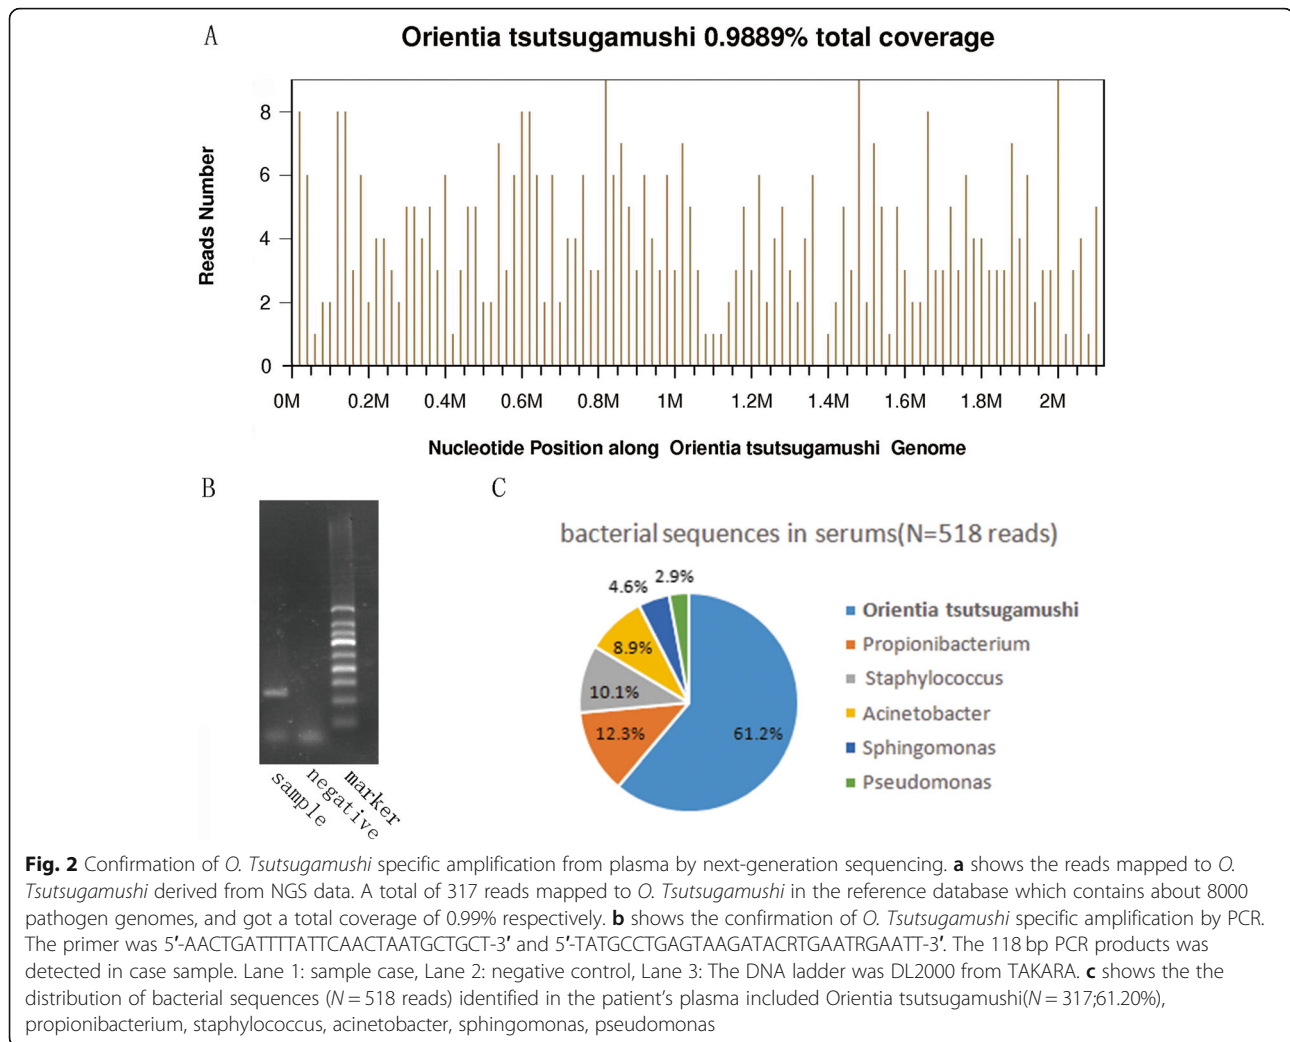 A
Orientia tsutsugamushi 0.9889% total coverage
Reads Number
8
6
4
2
0
0M 0.2M 0.4M 0.6M 0.8M 1M 1.2M 1.4M 1.6M 1.8M 2M
Nucleotide Position along Orientia tsutsugamushi Genome
B
sample
negative
marker
C
bacterial sequences in serums(N=518 reads)
2.9%
4.6%
8.9%
10.1%
12.3%
61.2%
Orientia tsutsugamushi
Propionibacterium
Staphylococcus
Acinetobacter
Sphingomonas
Pseudomonas
Fig. 2 Confirmation of O. Tsutsugamushi specific amplification from plasma by next-generation sequencing. a shows the reads mapped to O.
Tsutsugamushi derived from NGS data. A total of 317 reads mapped to O. Tsutsugamushi in the reference database which contains about 8000
pathogen genomes, and got a total coverage of 0.99% respectively. b shows the confirmation of O. Tsutsugamushi specific amplification by PCR.
The primer was 5′-AACTGATTTTATTCAACTAATGCTGCT-3′ and 5′-TATGCCTGAGTAAGATACRTGAATRGAATT-3′. The 118 bp PCR products was
detected in case sample. Lane 1: sample case, Lane 2: negative control, Lane 3: The DNA ladder was DL2000 from TAKARA. c shows the the
distribution of bacterial sequences (N = 518 reads) identified in the patient's plasma included Orientia tsutsugamushi(N = 317;61.20%),
propionibacterium, staphylococcus, acinetobacter, sphingomonas, pseudomonas